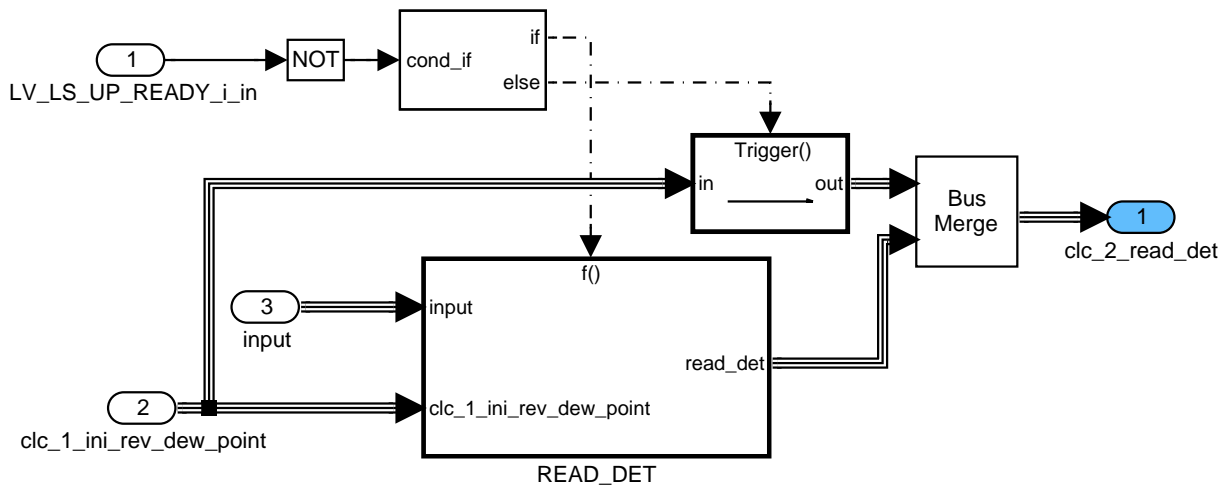 1
LV_LS_UP_READY_i_in
NOT
cond_if
if
else
Trigger()
in
out
Bus
Merge
1
clc_2_read_det
f()
3
input
input
read_det
2
clc_1_ini_rev_dew_point
clc_1_ini_rev_dew_point
READ_DET